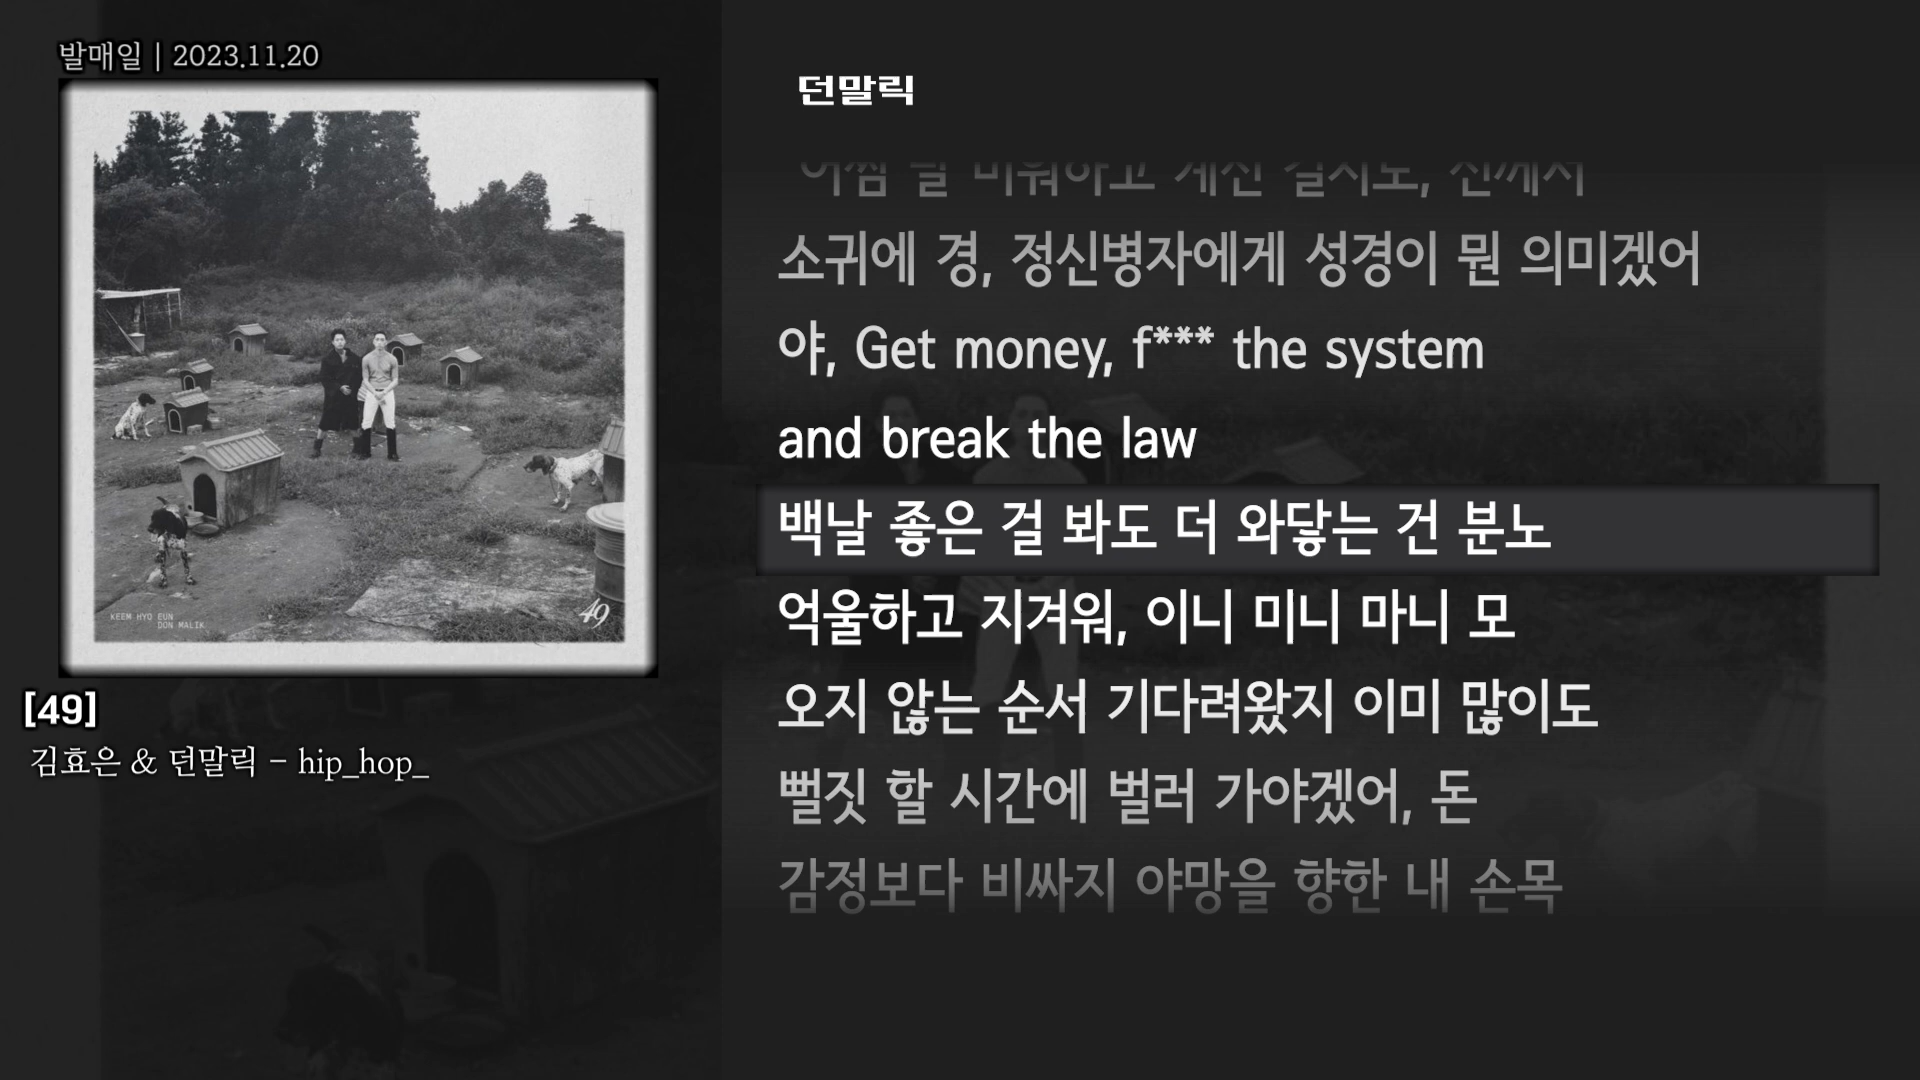 발매일 | 2023.11.20
KEEM HYO EUN
DON MALIK
49
[49]
김효은 & 던말릭 - hip_hop_
던말릭
소귀에 경, 정신병자에게 성경이 뭔 의미겠어
야, Get money, f*** the system
and break the law
백날 좋은 걸 봐도 더 와닿는 건 분노
억울하고 지겨워, 이니 미니 마니 모
오지 않는 순서 기다려왔지 이미 많이도
뻘짓 할 시간에 벌러 가야겠어, 돈
감정보다 비싸지 야망을 향한 내 손목